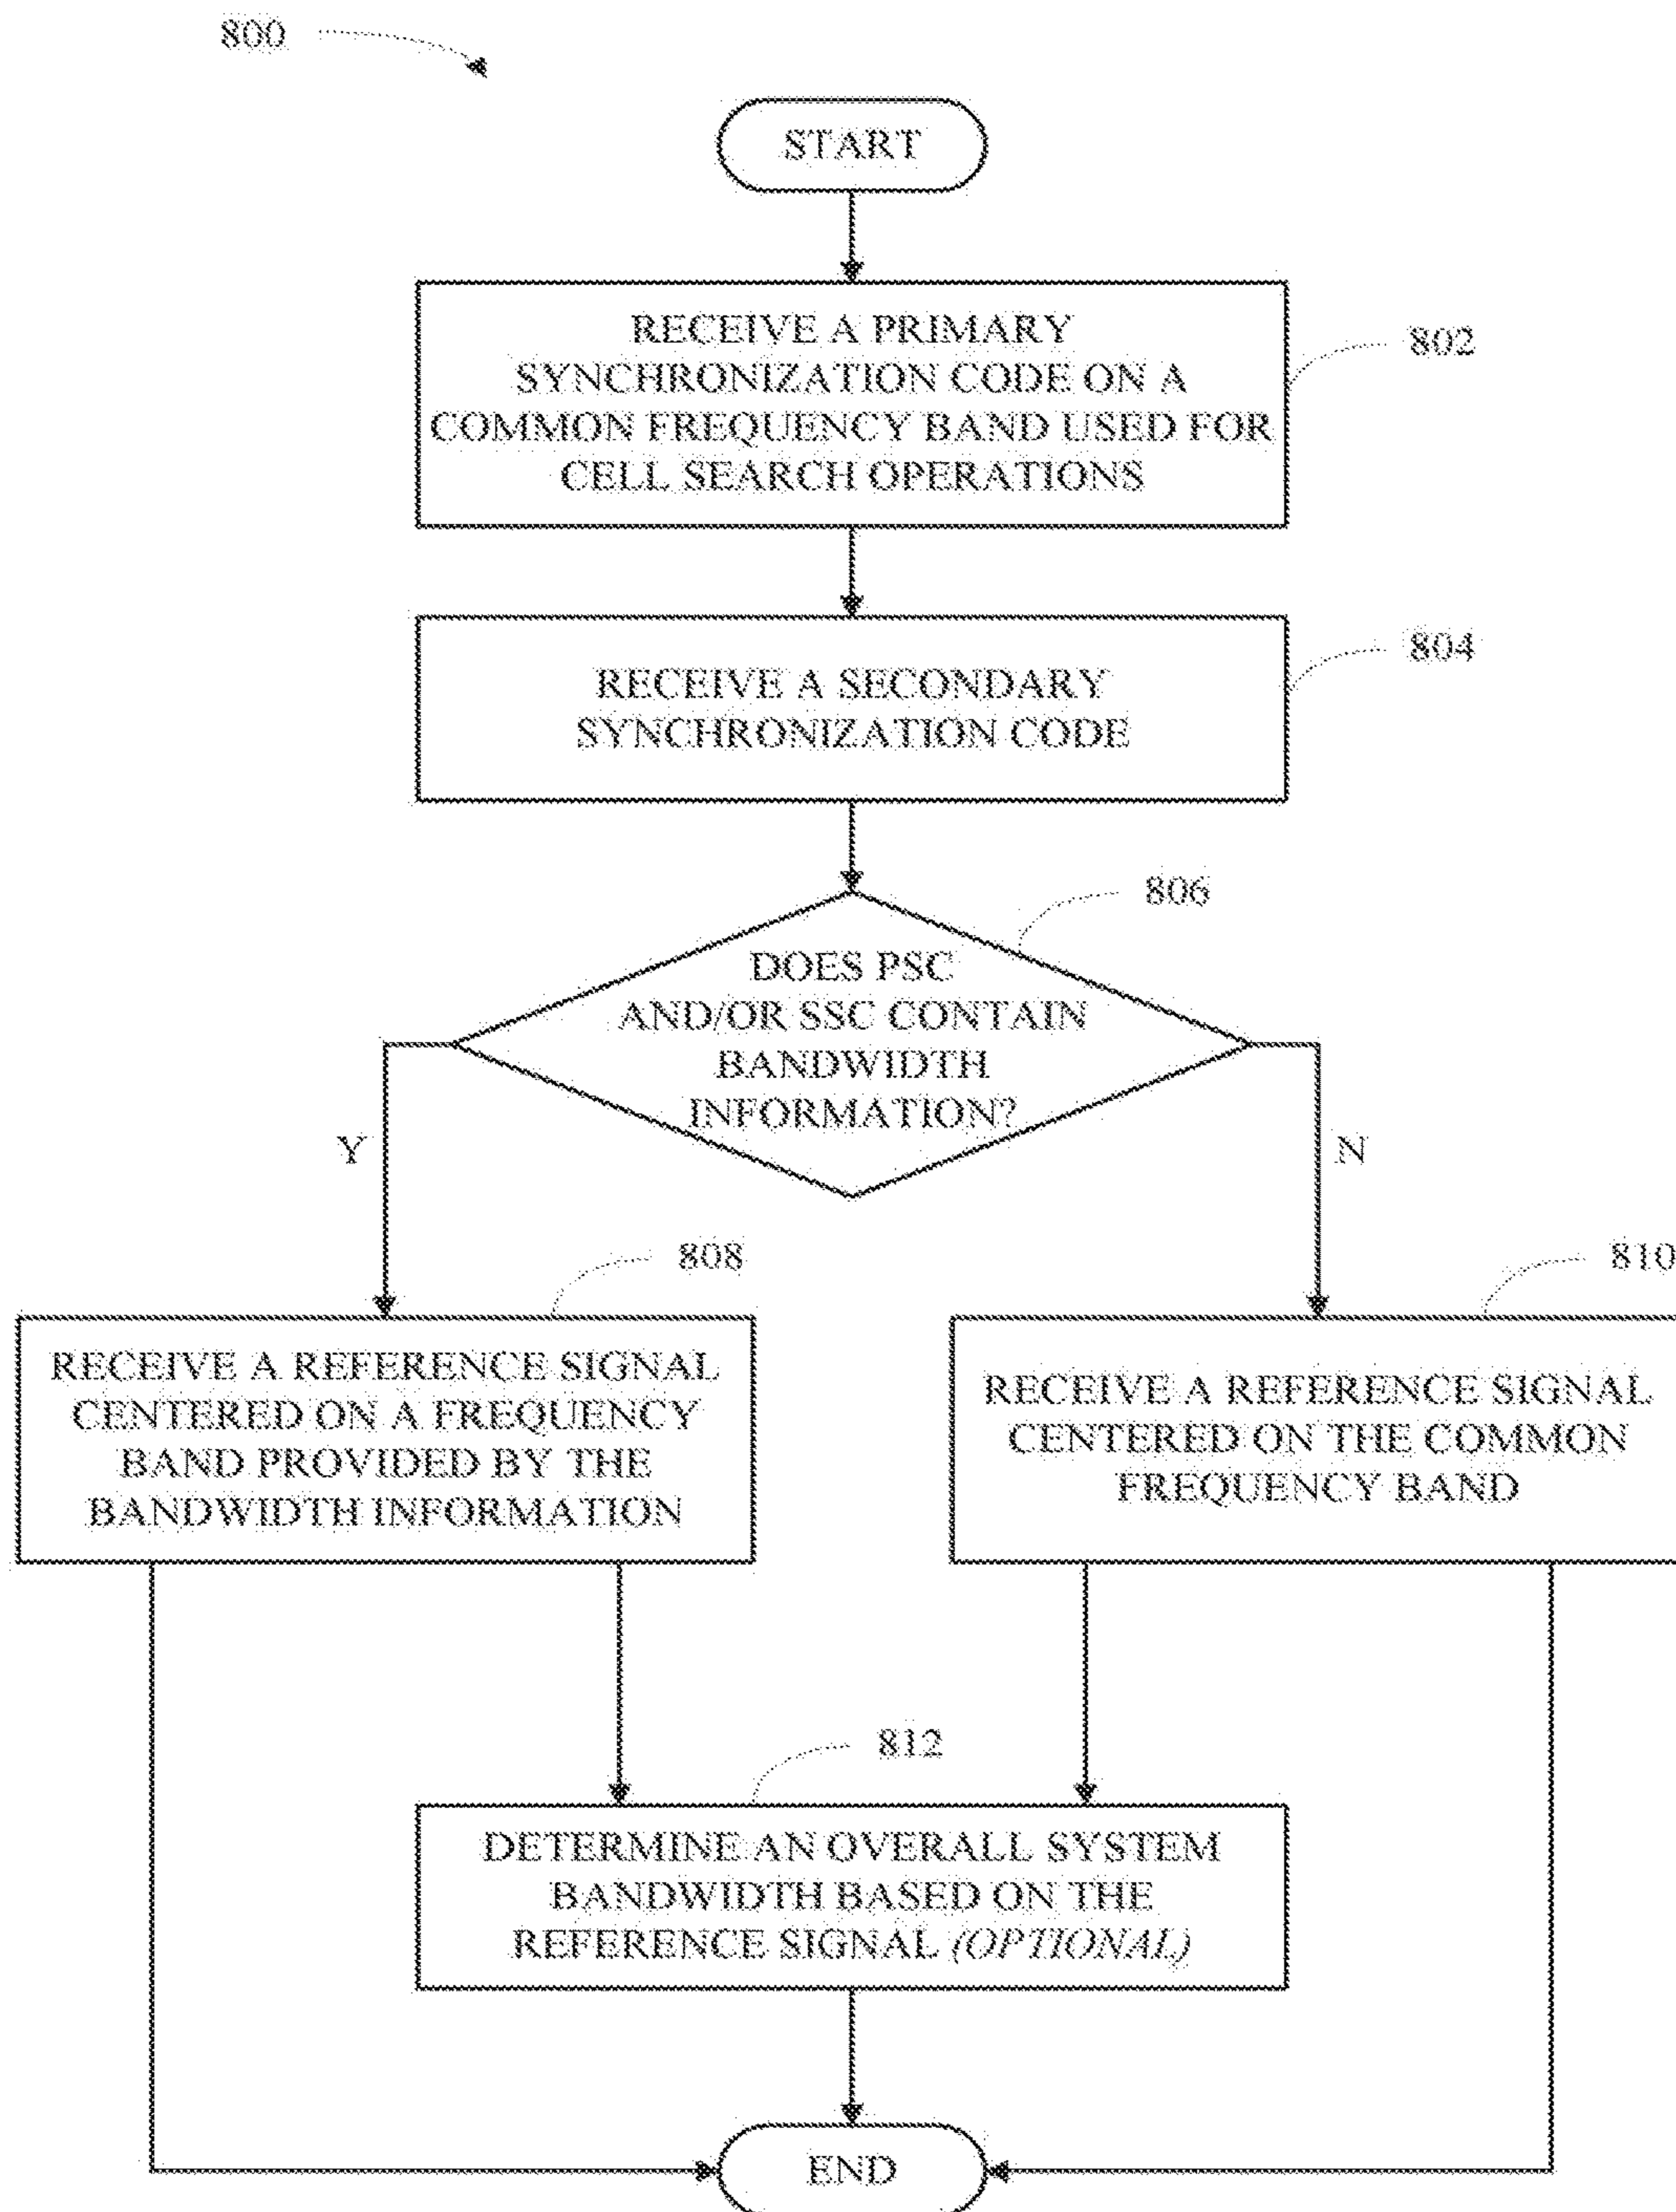 800
START
RECEIVE A PRIMARY
SYNCHRONIZATION CODE ON A
COMMON FREQUENCY BAND USED FOR
CELL SEARCH OPERATIONS
802
RECEIVE A SECONDARY
SYNCHRONIZATION CODE
804
806
DOES PSC
AND/OR SSC CONTAIN
BANDWIDTH
INFORMATION?
Y
N
808
810
RECEIVE A REFERENCE SIGNAL
CENTERED ON A FREQUENCY
BAND PROVIDED BY THE
BANDWIDTH INFORMATION
RECEIVE A REFERENCE SIGNAL
CENTERED ON THE COMMON
FREQUENCY BAND
812
DETERMINE AN OVERALL SYSTEM
BANDWIDTH BASED ON THE
REFERENCE SIGNAL (OPTIONAL)
END